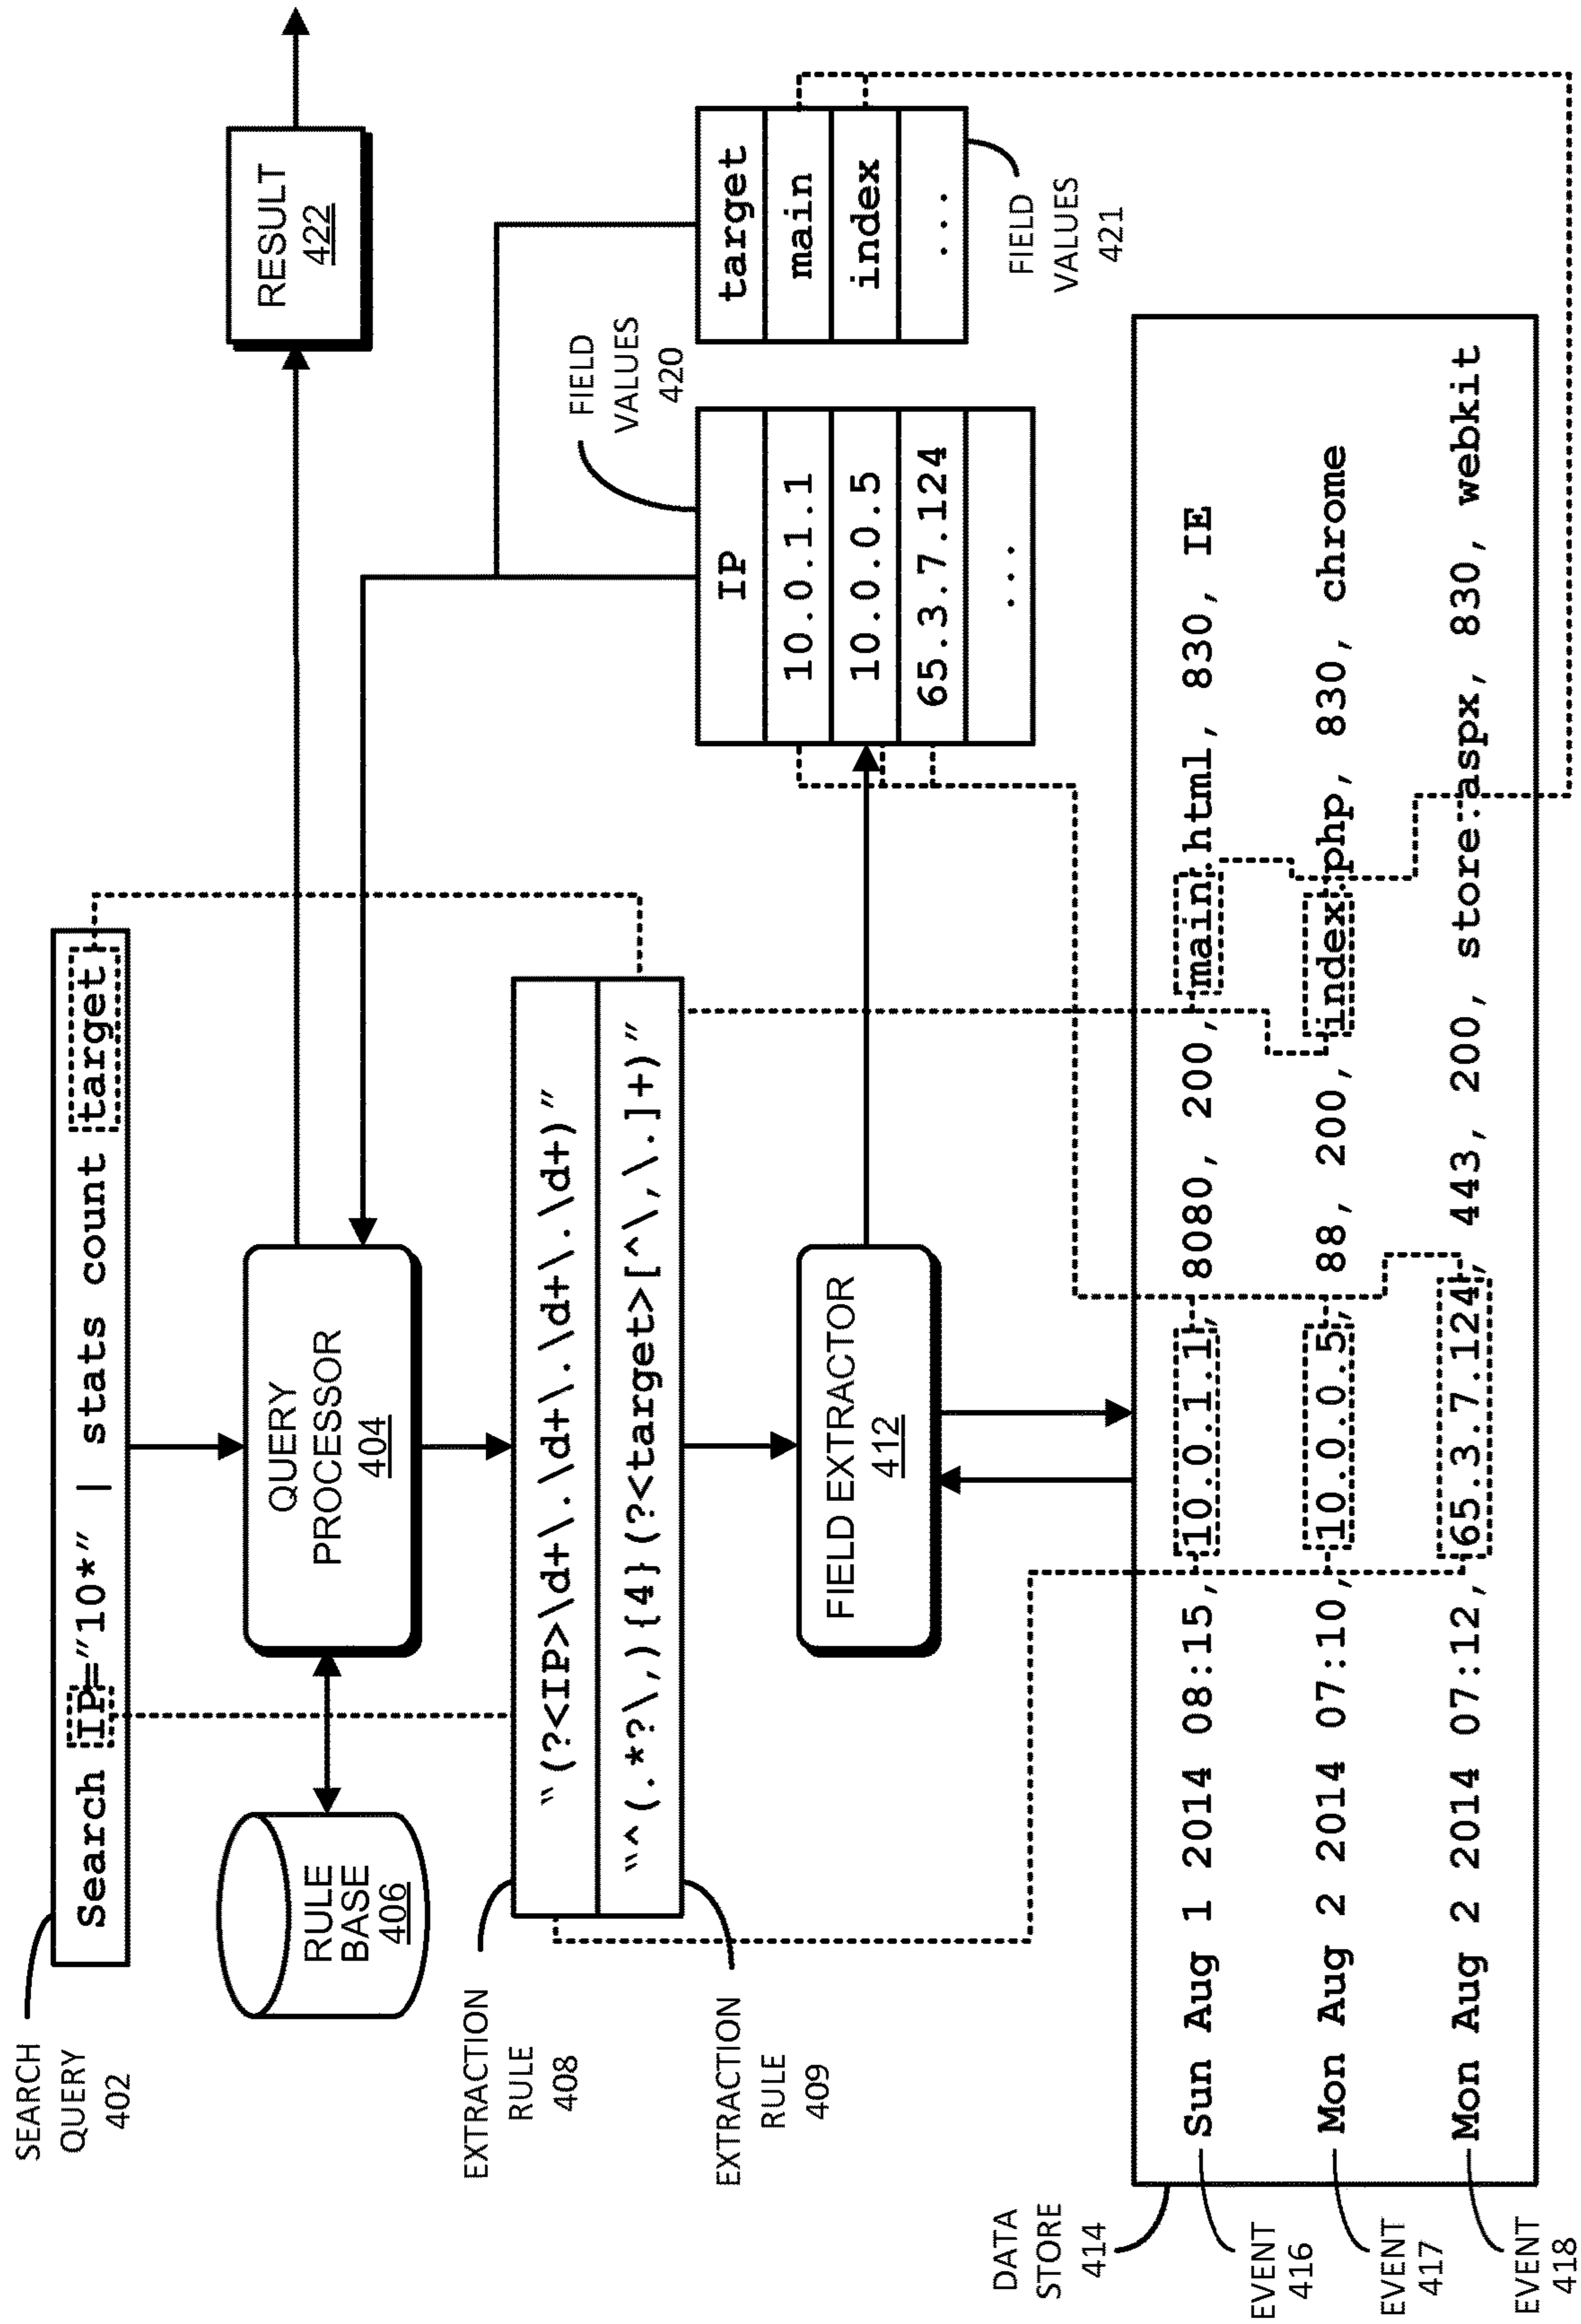 SEARCH
QUERY
402
Search IP="10*" | stats count target
RULE
BASE
406
QUERY
PROCESSOR
404
RESULT
422
EXTRACTION
RULE
408
"(?<IP>\d+\.\d+\.\d+\.\d+)"
"^(.*?\,){4}(?<target>[^\,\.]+)"
EXTRACTION
RULE
409
FIELD EXTRACTOR
412
FIELD
VALUES
420
IP
10.0.1.1
10.0.0.5
65.3.7.124
...
target
main
index
...
FIELD
VALUES
421
DATA
STORE
414
Sun Aug 1 2014 08:15, 10.0.1.1, 8080, 200, main.html, 830, IE
EVENT
416
Mon Aug 2 2014 07:10, 10.0.0.5, 88, 200, index.php, 830, chrome
EVENT
417
Mon Aug 2 2014 07:12, 65.3.7.124, 443, 200, store.aspx, 830, webkit
EVENT
418